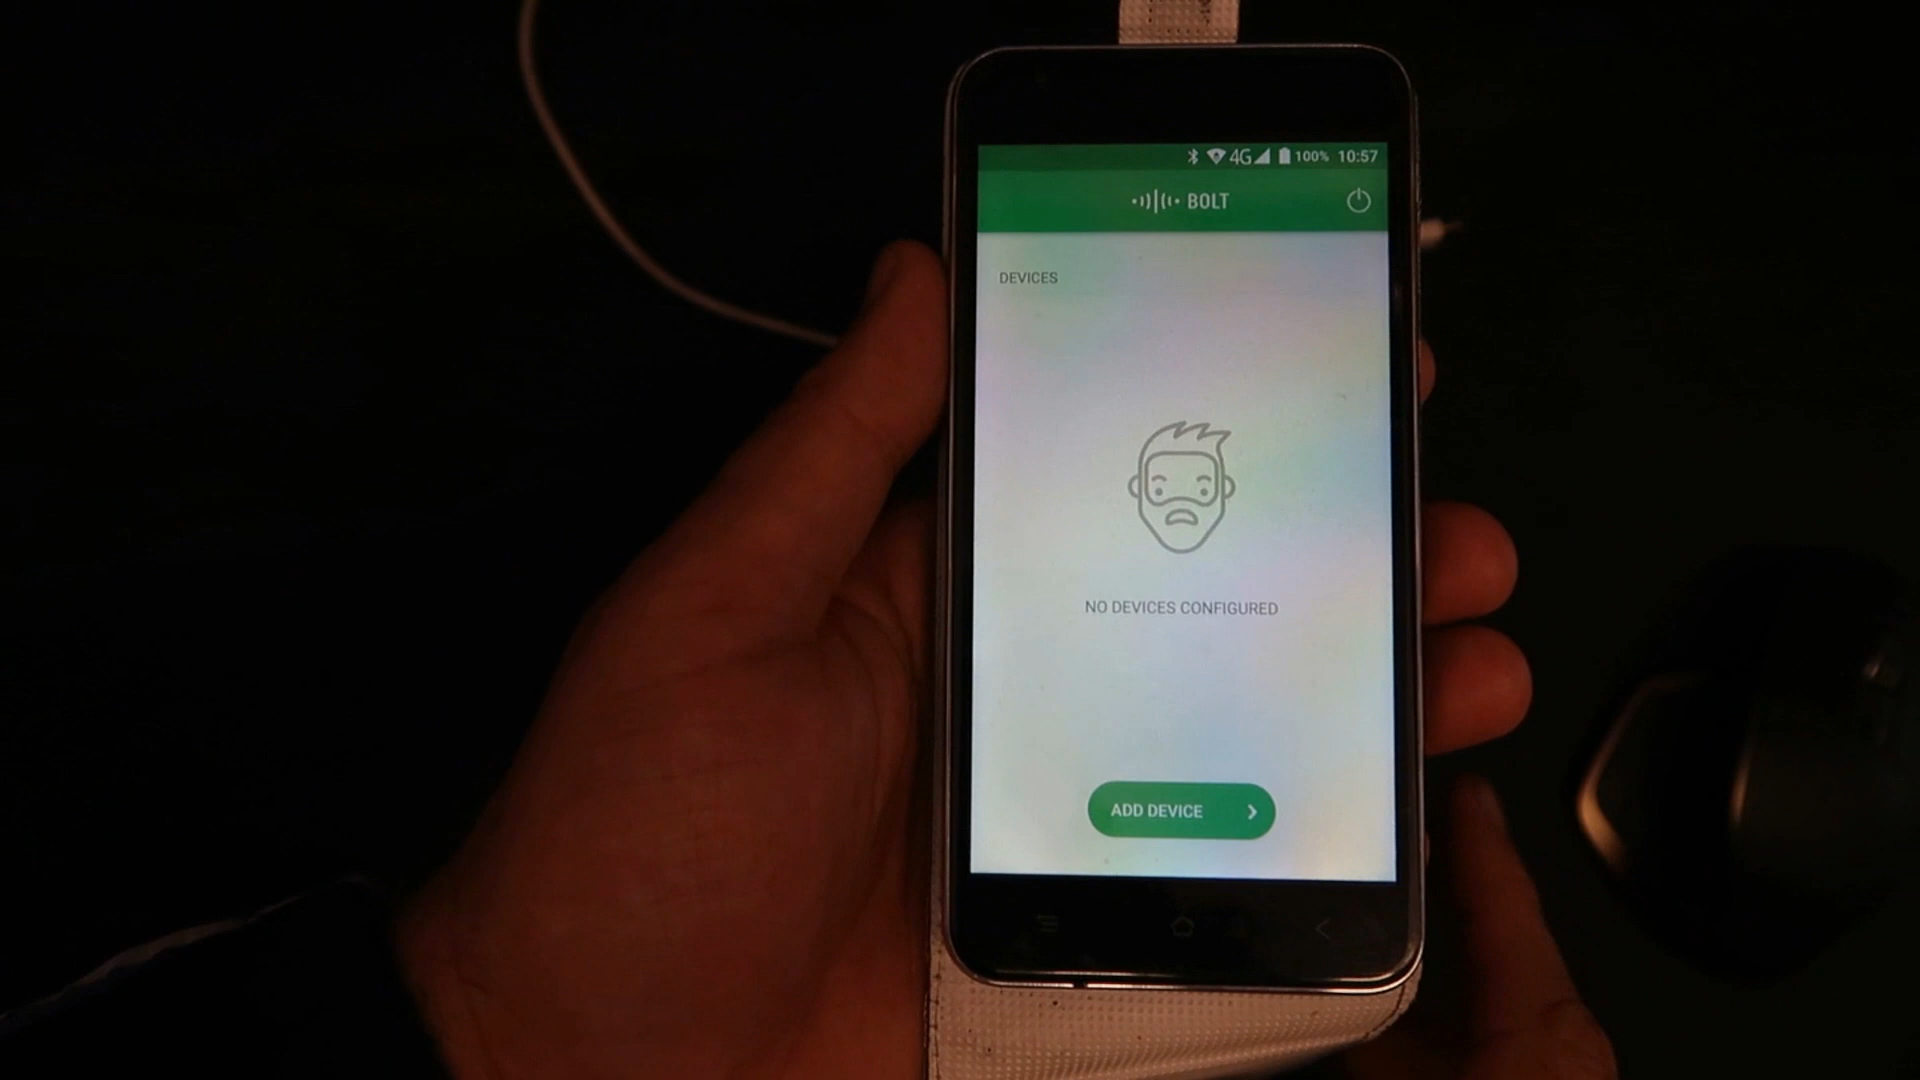 4G 100% 10:57
BOLT
DEVICES
NO DEVICES CONFIGURED
ADD DEVICE